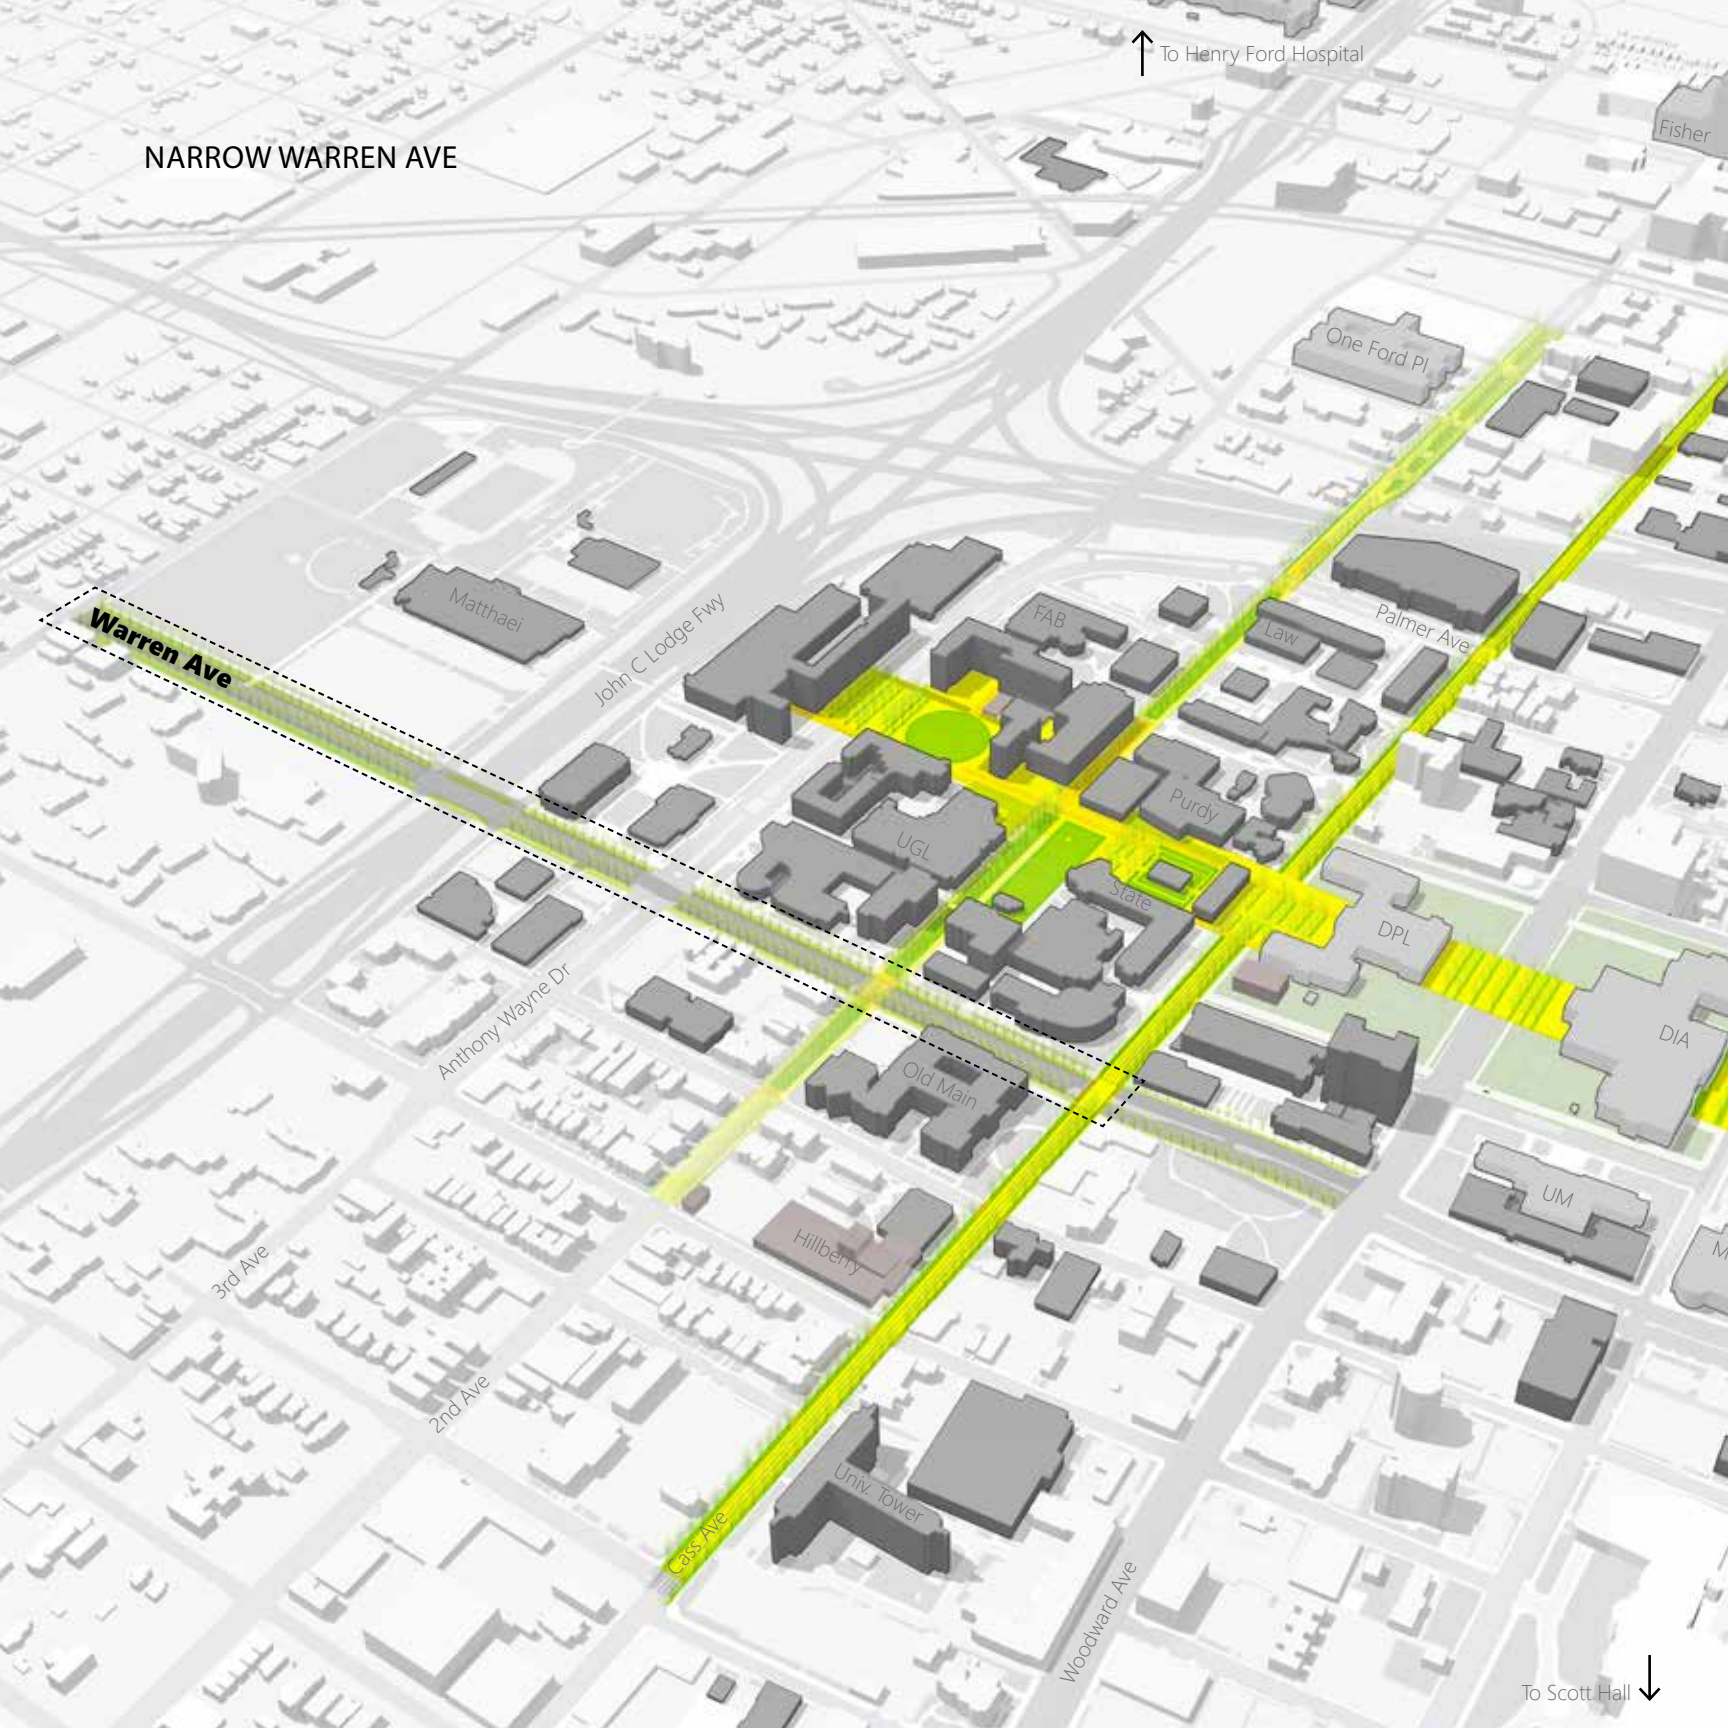 To Henry Ford Hospital
Fisher
NARROW WARREN AVE
One Ford Pl
Matthaei
Warren Ave
John C Lodge Fwy
FAB
Law
Palmer Ave
Purdy
UGL
State
DPL
DIA
Anthony Wayne Dr
Old Main
UM
M
Hillberry
3rd Ave
2nd Ave
Univ. Tower
Cass Ave
Woodward Ave
To Scott Hall